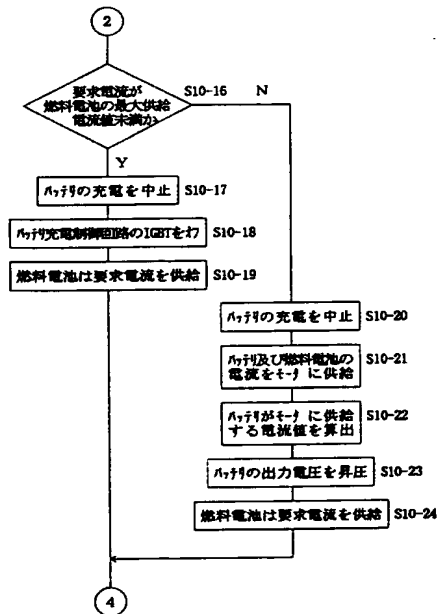 2
要求電流が
燃料電池の最大供給
電流値未満か
S10-16
N
Y
バッテリの充電を中止
S10-17
バッテリ充電制御回路のIGBTをオフ
S10-18
燃料電池は要求電流を供給
S10-19
バッテリの充電を中止
S10-20
バッテリ及び燃料電池の
電流をモータに供給
S10-21
バッテリがモータに供給
する電流値を算出
S10-22
バッテリの出力電圧を昇圧
S10-23
燃料電池は要求電流を供給
S10-24
4